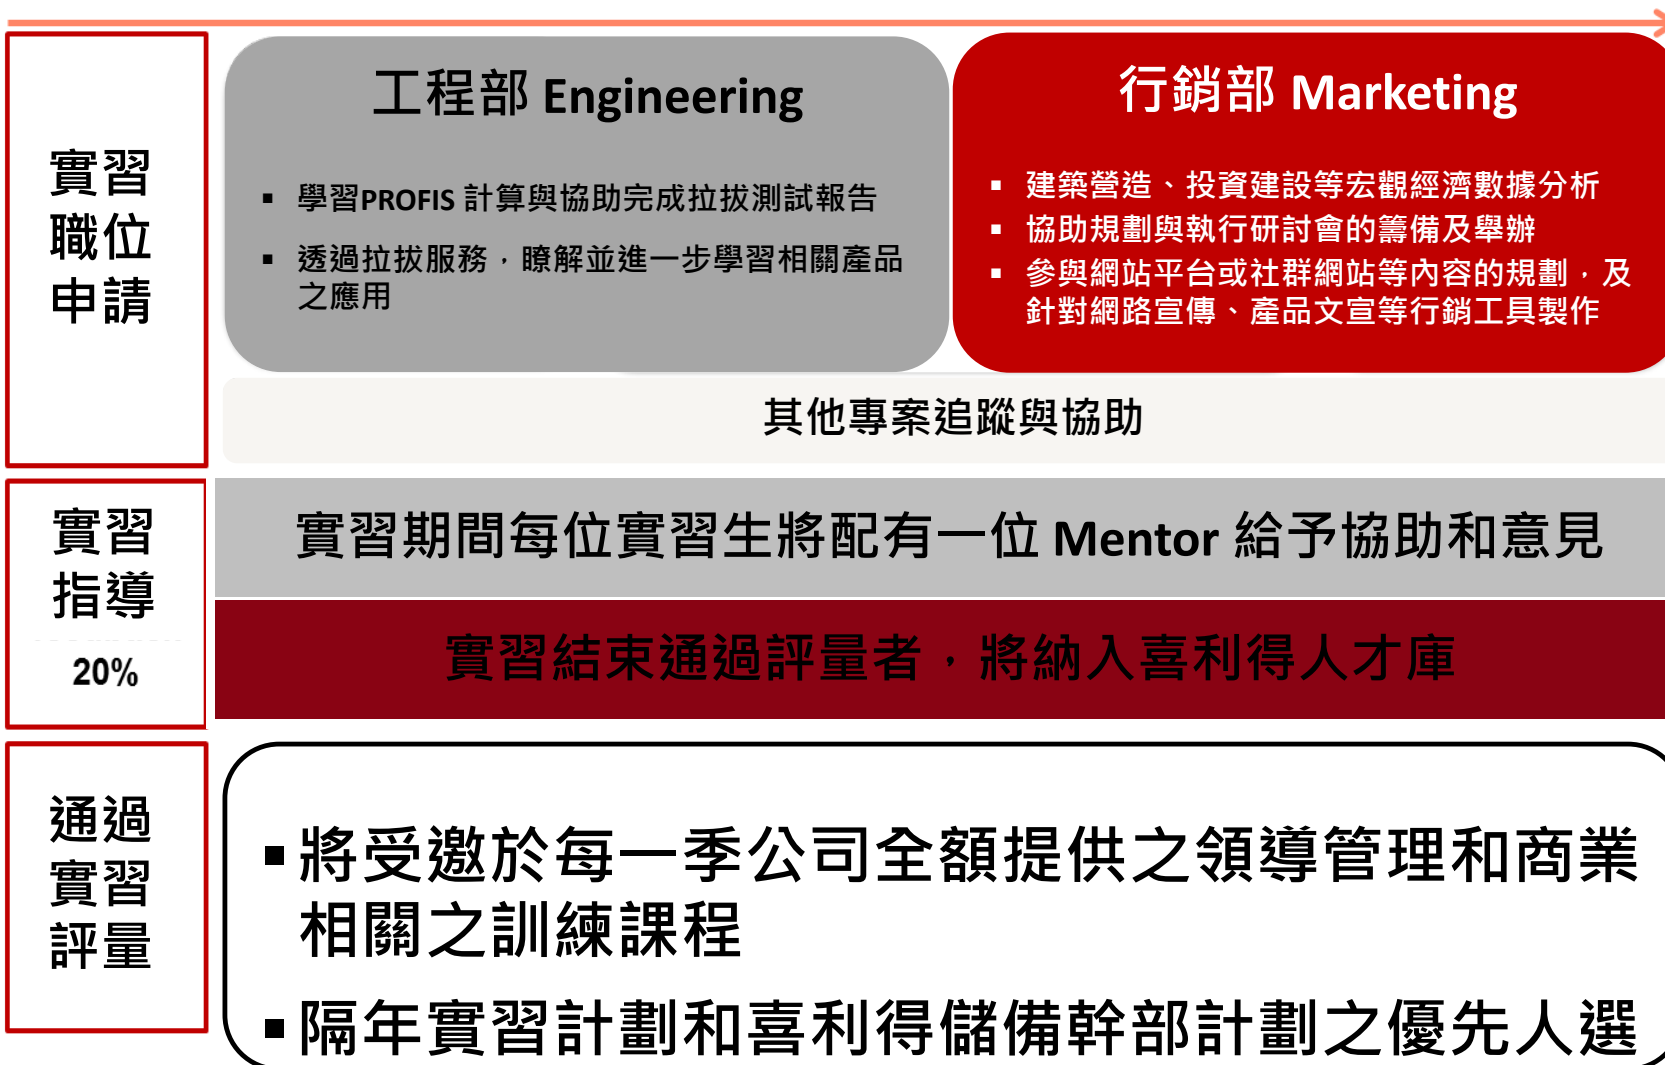 實習
職位
申請
工程部 Engineering
▪ 學習PROFIS 計算與協助完成拉拔測試報告
▪ 透過拉拔服務，瞭解並進一步學習相關產品
之應用
行銷部 Marketing
▪ 建築營造、投資建設等宏觀經濟數據分析
▪ 協助規劃與執行研討會的籌備及舉辦
▪ 參與網站平台或社群網站等內容的規劃，及
針對網路宣傳、產品文宣等行銷工具製作
其他專案追蹤與協助
實習
指導
20%
實習期間每位實習生將配有一位 Mentor 給予協助和意見
實習結束通過評量者，將納入喜利得人才庫
通過
實習
評量
▪將受邀於每一季公司全額提供之領導管理和商業
相關之訓練課程
▪隔年實習計劃和喜利得儲備幹部計劃之優先人選